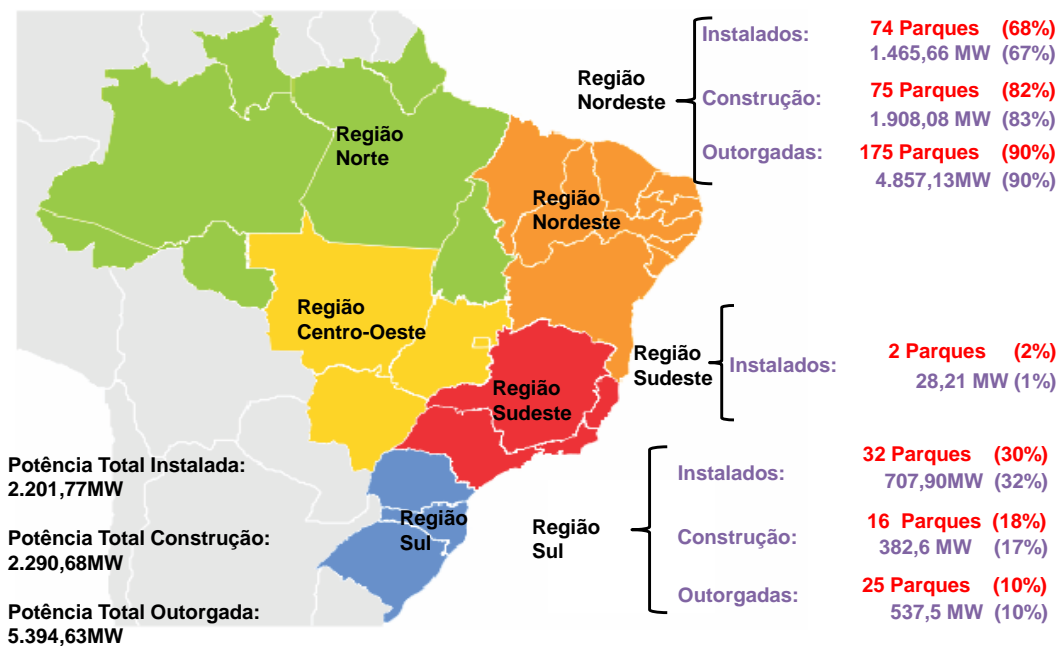 Instalados: 74 Parques (68%)
1.465,66 MW (67%)
Região
Nordeste
Construção: 75 Parques (82%)
1.908,08 MW (83%)
Outorgadas: 175 Parques (90%)
4.857,13MW (90%)
Região
Norte
Região
Nordeste
Região
Centro-Oeste
Região
Sudeste
Região
Sul
Região
Sudeste
Instalados: 2 Parques (2%)
28,21 MW (1%)
Região
Sul
Instalados: 32 Parques (30%)
707,90MW (32%)
Construção: 16 Parques (18%)
382,6 MW (17%)
Outorgadas: 25 Parques (10%)
537,5 MW (10%)
Potência Total Instalada:
2.201,77MW
Potência Total Construção:
2.290,68MW
Potência Total Outorgada:
5.394,63MW